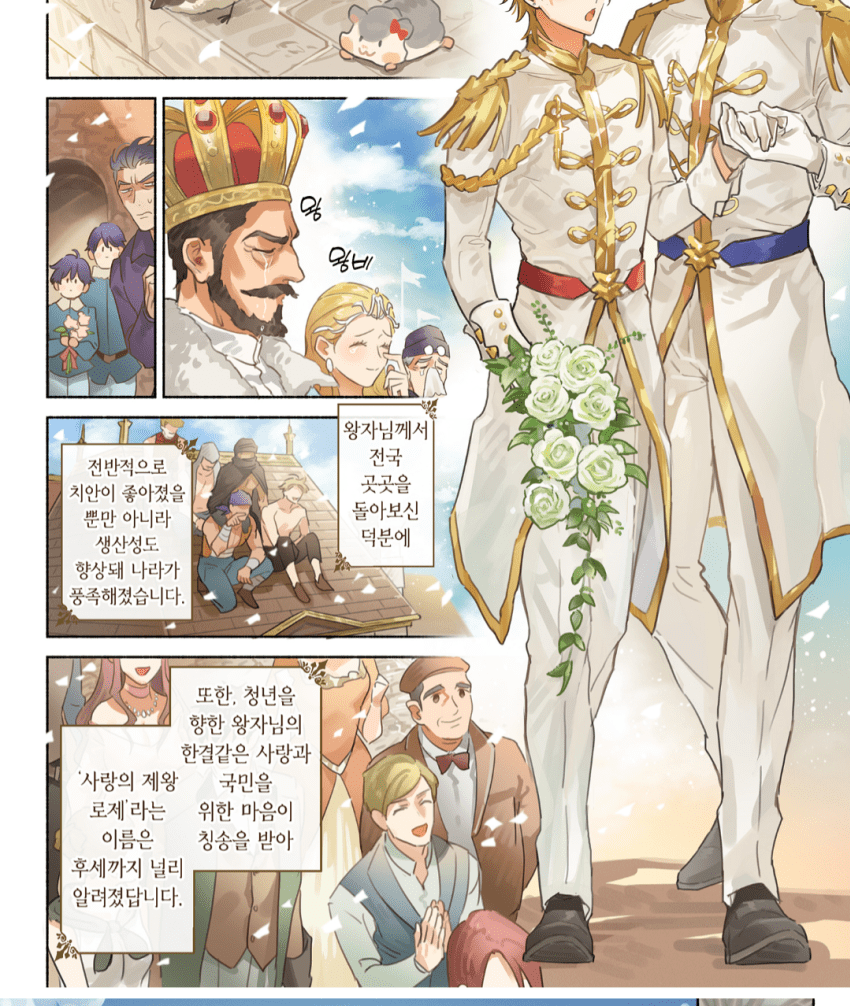 왕
왕비
왕자님께서
전국
곳곳을
돌아보신
덕분에
전반적으로
치안이 좋아졌을
뿐만 아니라
생산성도
향상돼 나라가
풍족해졌습니다.
또한, 청년을
향한 왕자님의
한결같은 사랑과
국민을
위한 마음이
칭송을 받아
'사랑의 제왕
로제'라는
이름은
후세까지 널리
알려졌답니다.